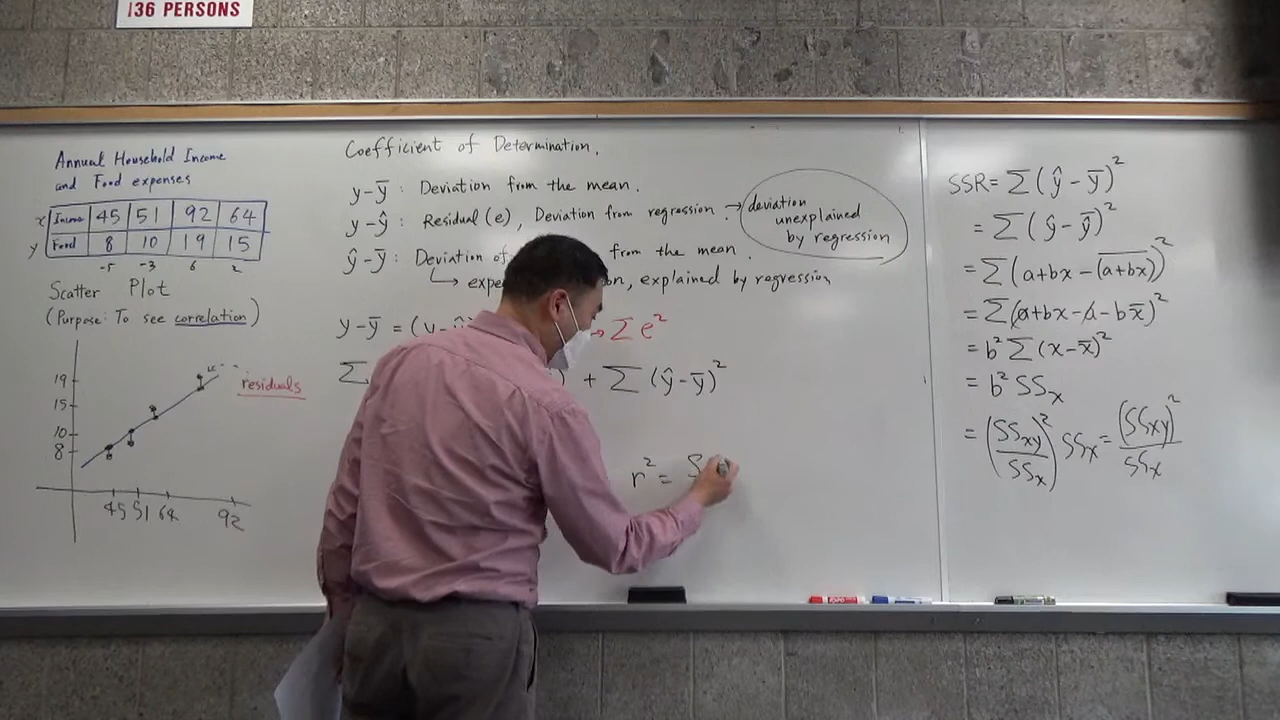 136 PERSONS
Annual Household Income
and Food expenses
x Income 45 51 92 64
y Food 8 10 19 15
-5 -3 6 2
Scatter Plot
(Purpose: To see correlation)
19
15
10
8
45 51 64 92
residuals
Coefficient of Determination.
y-ȳ : Deviation from the mean.
y-ŷ : Residual (e), Deviation from regression. → deviation
unexplained
by regression
ŷ-ȳ : Deviation of from the mean.
↳ on, explained by regression
y-ȳ = (y- → Σe²
Σ ) + Σ(ŷ-ȳ)²
r² = S
SSR = Σ(ŷ-ȳ)²
= Σ(ŷ-ȳ)²
= Σ(a+bx-(a+bx))²
= Σ(a+bx-a-bx̄)²
= b² Σ(x-x̄)²
= b² SSx
= (SSxy/SSx)² SSx = (SSxy)²/SSx